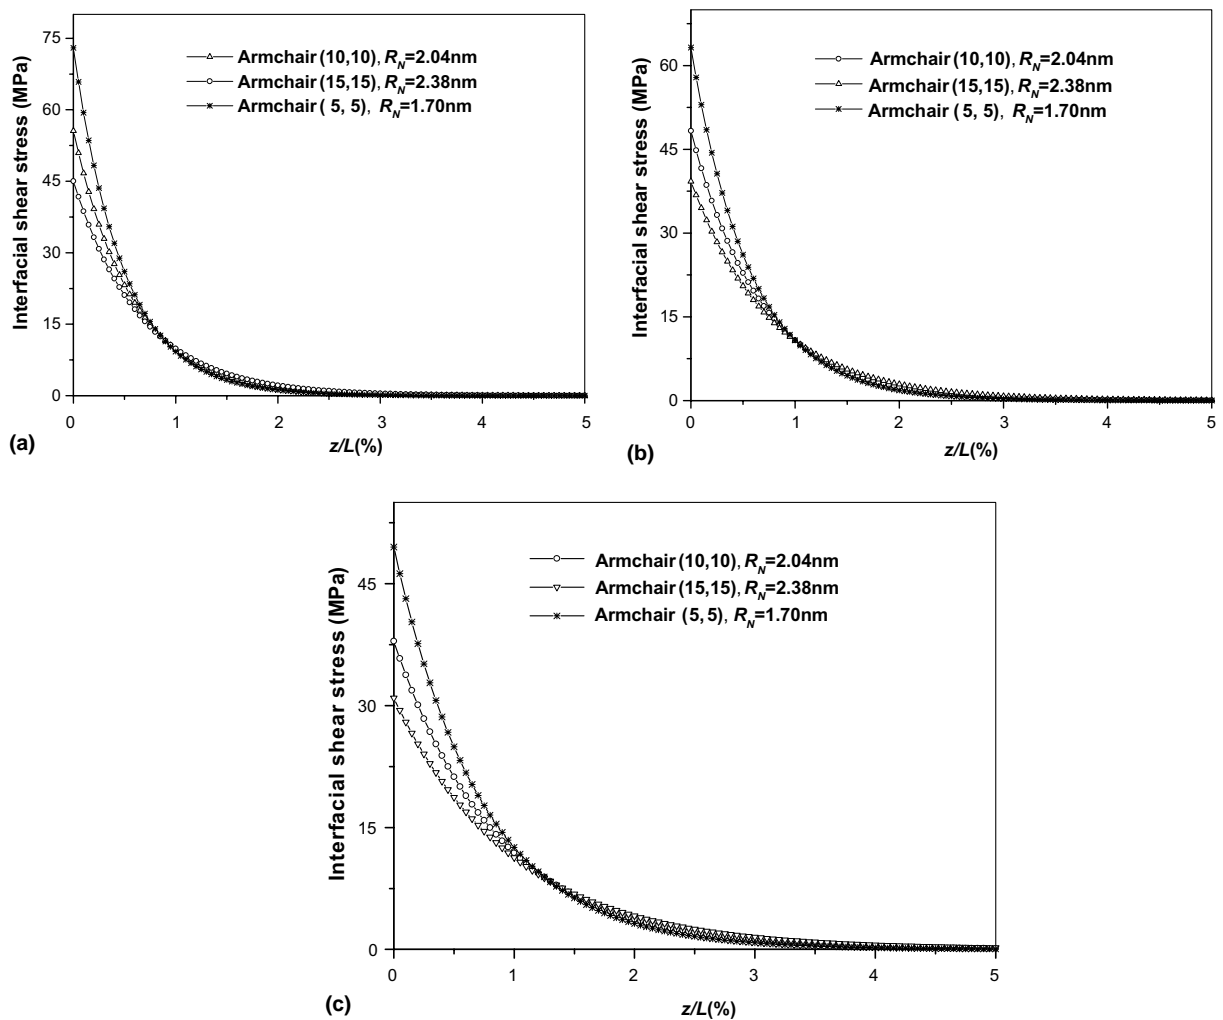 75
60
45
30
15
0
Interfacial shear stress (MPa)
Armchair (10,10), R_N=2.04nm
Armchair (15,15), R_N=2.38nm
Armchair ( 5, 5), R_N=1.70nm
0 1 2 3 4 5
z/L(%)
(a)
60
45
30
15
0
Interfacial shear stress (MPa)
Armchair (10,10), R_N=2.04nm
Armchair (15,15), R_N=2.38nm
Armchair ( 5, 5), R_N=1.70nm
0 1 2 3 4 5
z/L(%)
(b)
45
30
15
0
Interfacial shear stress (MPa)
Armchair (10,10), R_N=2.04nm
Armchair (15,15), R_N=2.38nm
Armchair (5, 5), R_N=1.70nm
0 1 2 3 4 5
z/L(%)
(c)